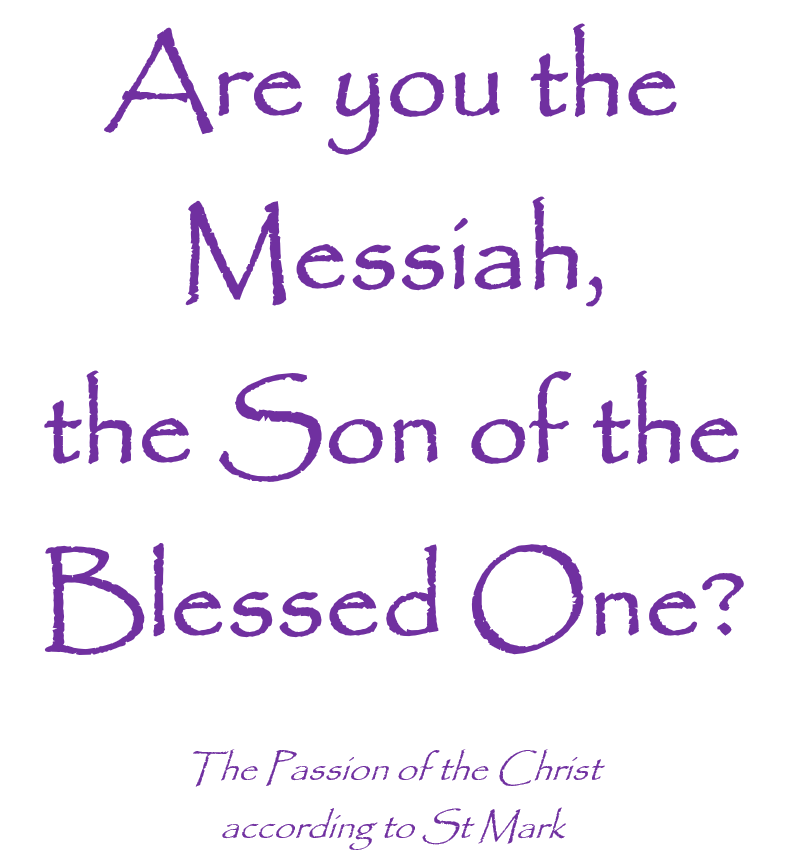 Are you the
Messiah,
the Son of the
Blessed One?
The Passion of the Christ
according to St Mark